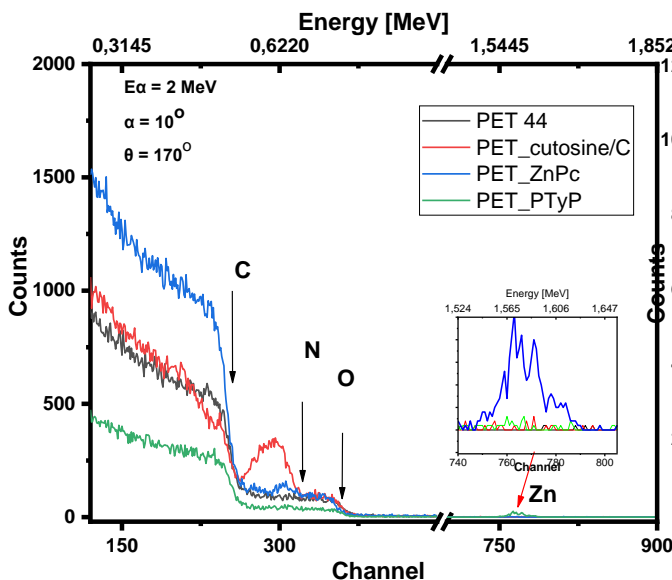 Energy [MeV]
0,3145 0,6220 1,5445 1,852
2000
1500
1000
500
0
Counts
Eα = 2 MeV
α = 10⁰
θ = 170⁰
PET 44
PET_cutosine/C
PET_ZnPc
PET_PTyP
C
N
O
Counts
Energy [MeV]
1,524 1,565 1,606 1,647
740 760 780 800
Channel
Zn
150 300 750 900
Channel